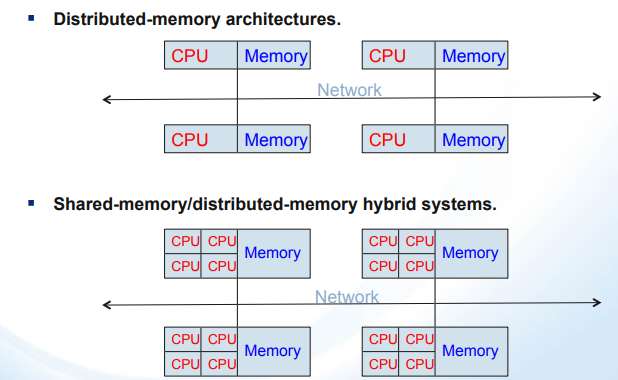 ▪ Distributed-memory architectures.
CPU Memory CPU Memory
Network
CPU Memory CPU Memory
▪ Shared-memory/distributed-memory hybrid systems.
CPU CPU CPU CPU
Memory Memory
CPU CPU CPU CPU
Network
CPU CPU CPU CPU
Memory Memory
CPU CPU CPU CPU